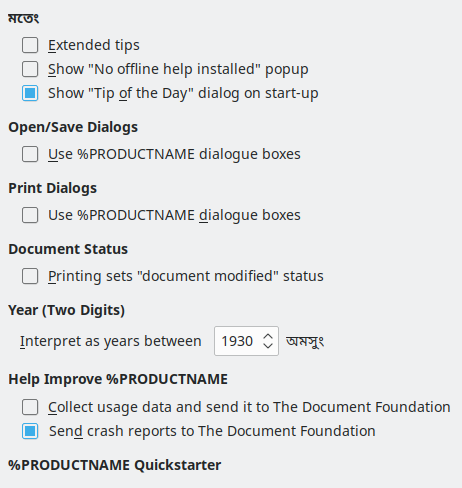 মতেং
Extended tips
Show "No offline help installed" popup
Show "Tip of the Day" dialog on start-up
Open/Save Dialogs
Use %PRODUCTNAME dialogue boxes
Print Dialogs
Use %PRODUCTNAME dialogue boxes
Document Status
Printing sets "document modified" status
Year (Two Digits)
Interpret as years between 1930 অমসুং
Help Improve %PRODUCTNAME
Collect usage data and send it to The Document Foundation
Send crash reports to The Document Foundation
%PRODUCTNAME Quickstarter